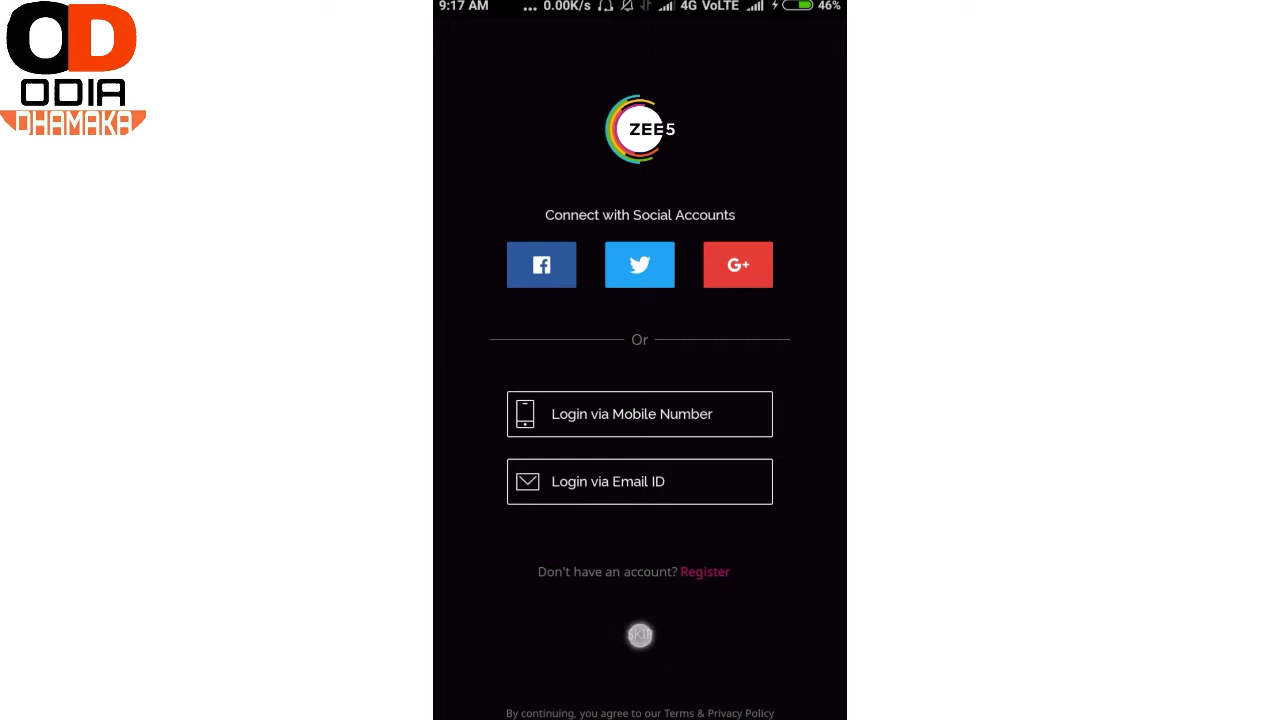 OD
ODIA
DHAMAKA
9:17 AM ... 0.00K/s 4G VoLTE 46%
ZEE5
Connect with Social Accounts
G+
Or
Login via Mobile Number
Login via Email ID
Don't have an account? Register
SKIP
By continuing, you agree to our Terms & Privacy Policy